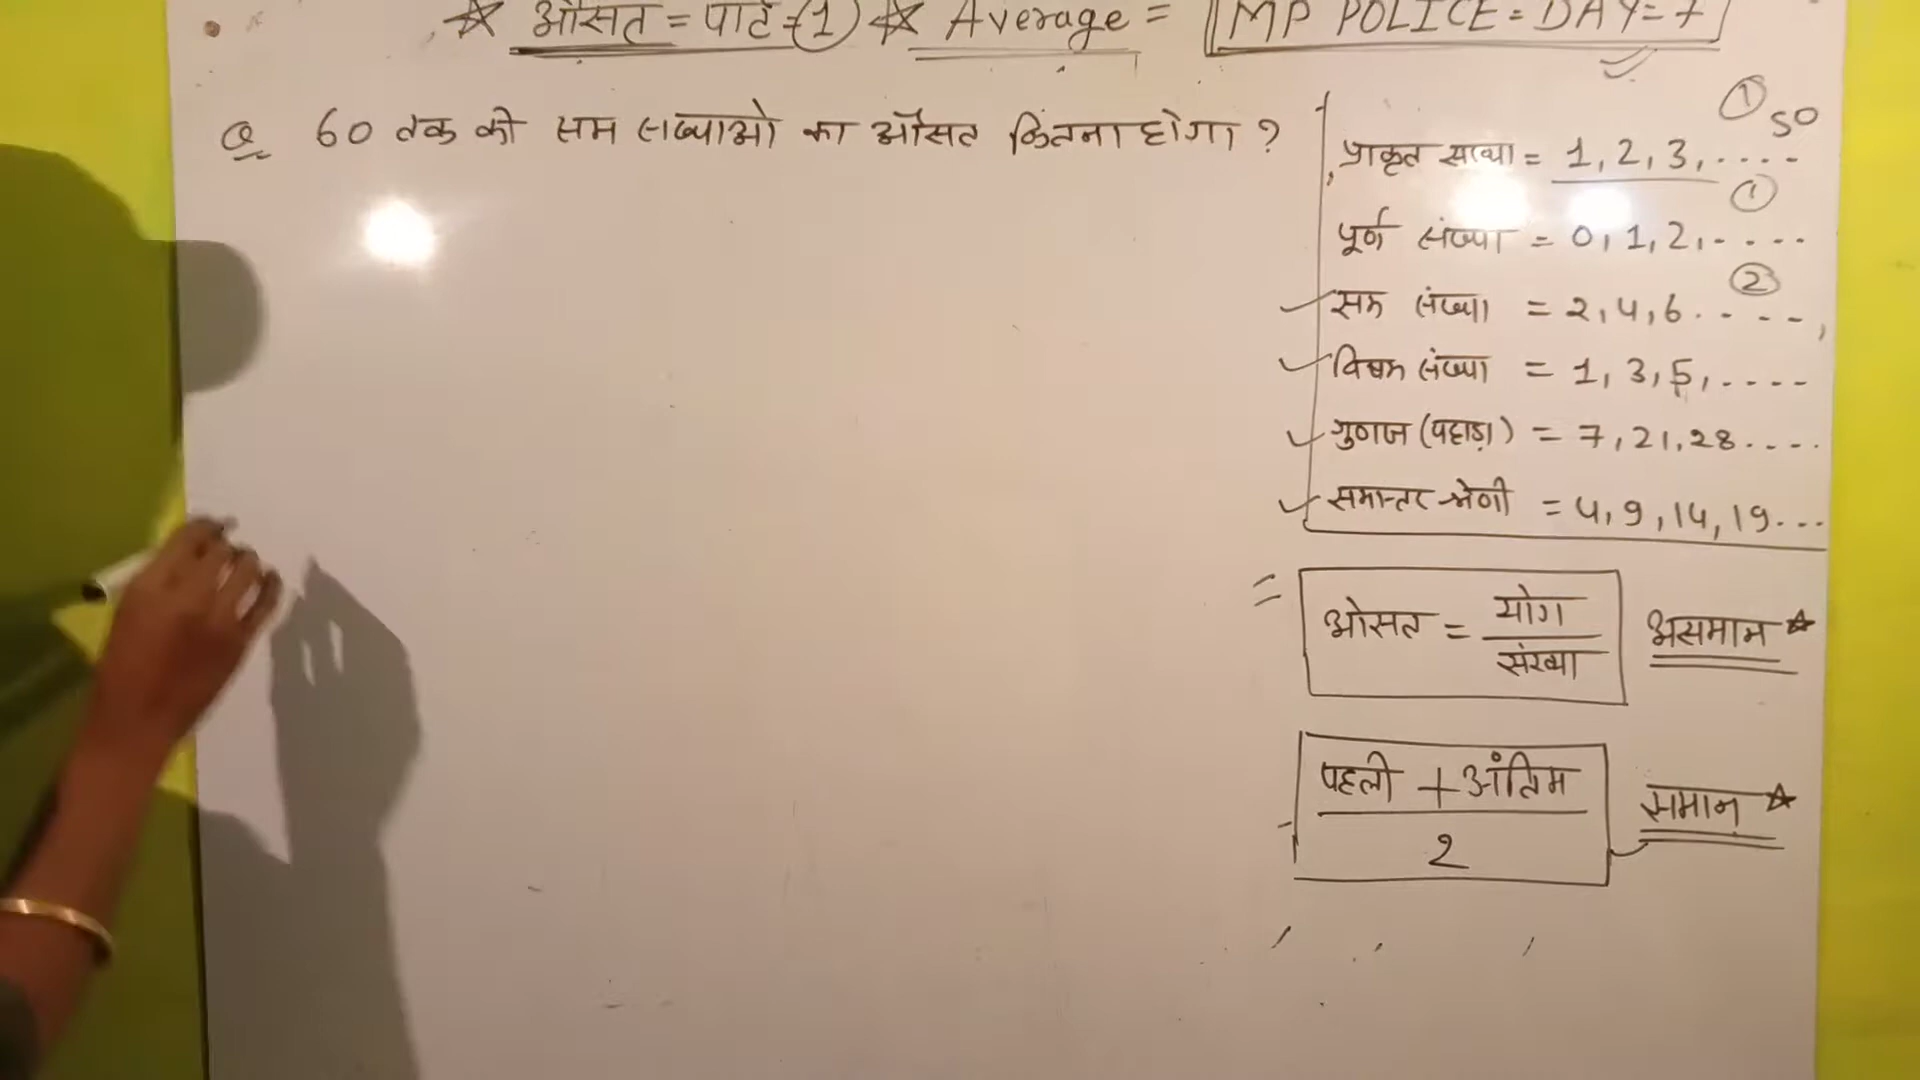 ☆ औसत = पार्ट-① ☆ Average = MP POLICE = DAY= 7
Q 60 तक की सम संख्याओ का औसत कितना होगा ?
① 50
प्राकृत संख्या = 1, 2, 3, ....
①
पूर्ण संख्या = 0, 1, 2, ....
②
सम संख्या = 2, 4, 6 ....
विषम संख्या = 1, 3, 5, ....
गुणज (पहाड़ा) = 7, 21, 28 ....
समान्तर श्रेणी = 4, 9, 14, 19 ...
औसत = योग / संख्या असमान ☆
पहली + अंतिम / 2 समान ☆